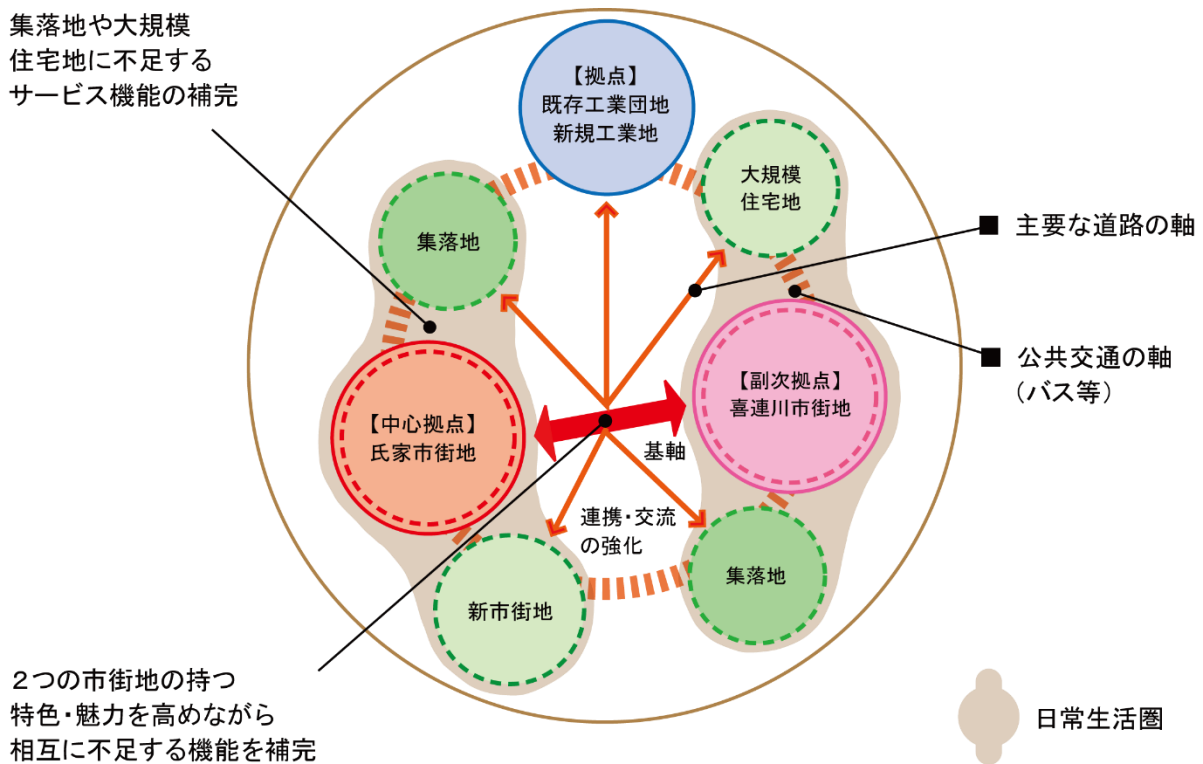 集落地や大規模
住宅地に不足する
サービス機能の補完
【拠点】
既存工業団地
新規工業地
大規模
住宅地
集落地
■ 主要な道路の軸
■ 公共交通の軸
(バス等)
【中心拠点】
氏家市街地
【副次拠点】
喜連川市街地
基軸
連携・交流
の強化
新市街地
集落地
２つの市街地の持つ
特色・魅力を高めながら
相互に不足する機能を補完
日常生活圏